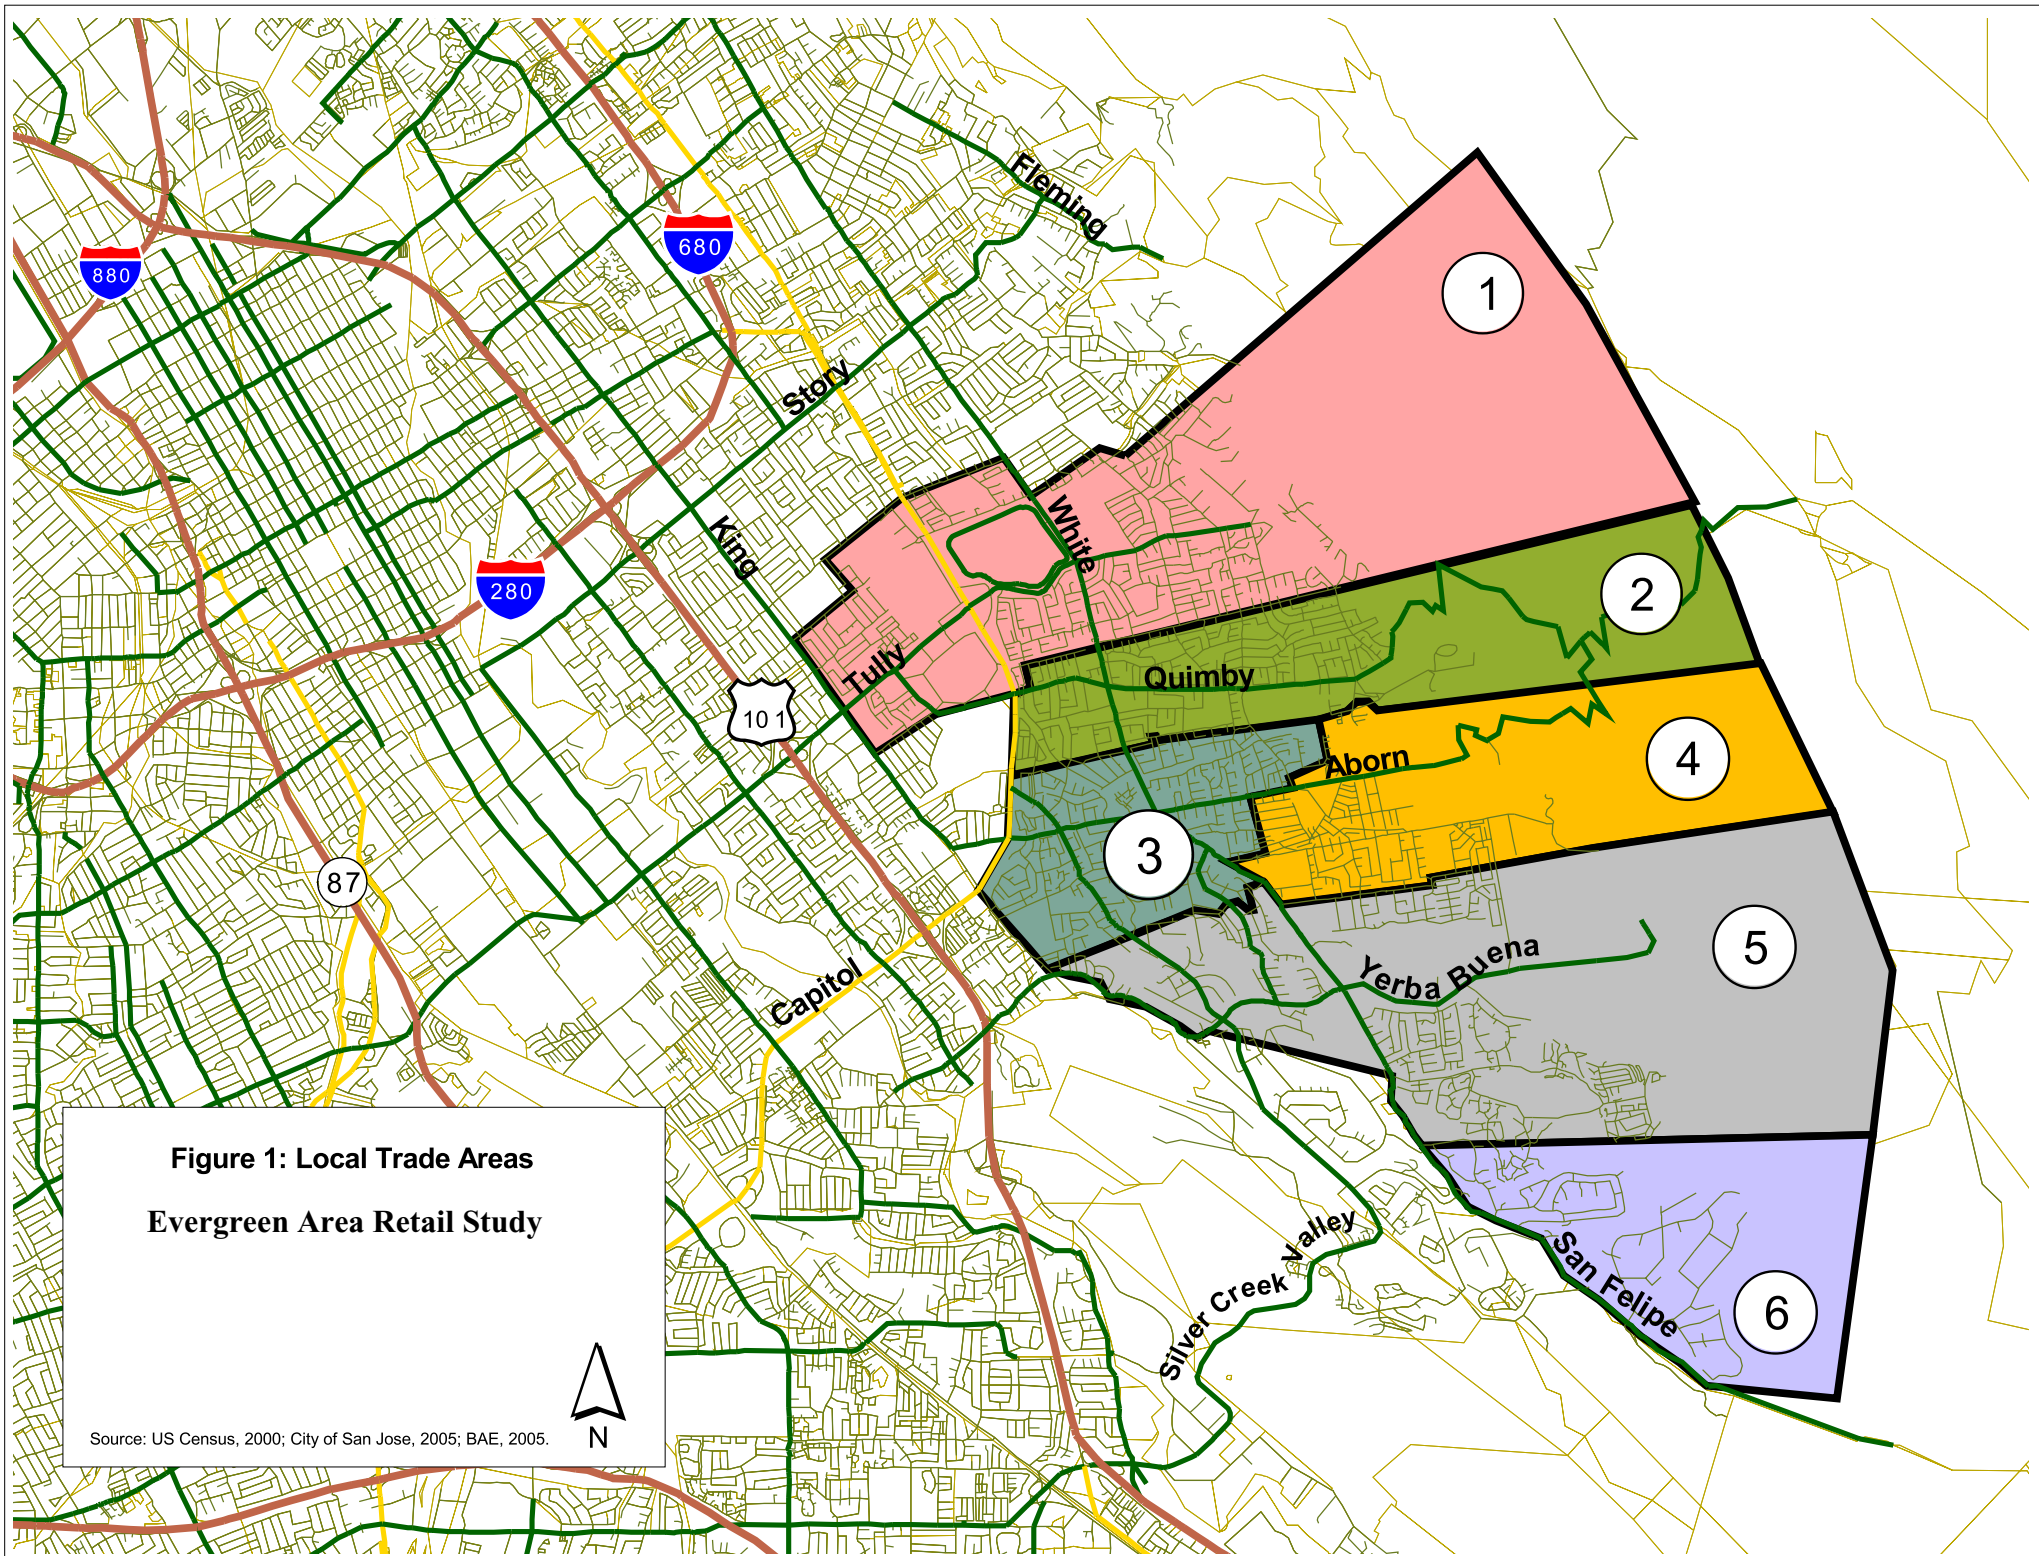 Fleming
680
880
1
Story
White
King
280
2
Tully
Quimby
10 1
Aborn
4
3
87
5
Yerba Buena
Capitol
Figure 1: Local Trade Areas
Evergreen Area Retail Study
Silver Creek Valley
San Felipe
6
Source: US Census, 2000; City of San Jose, 2005; BAE, 2005.
N